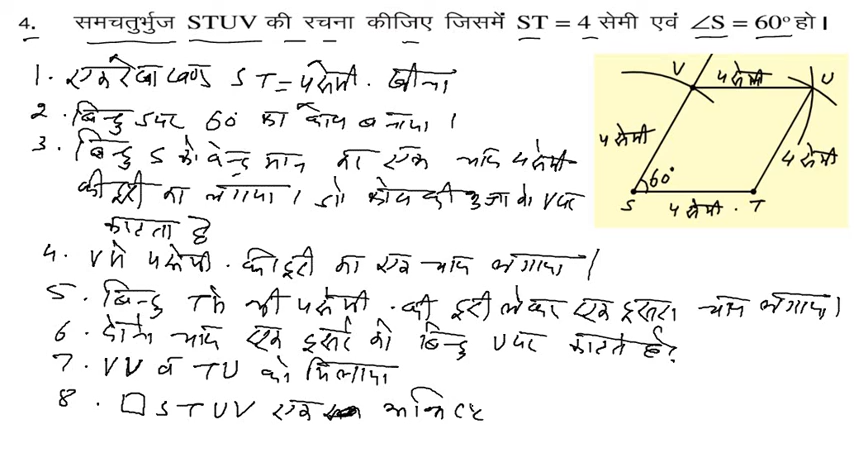 4. समचतुर्भुज STUV की रचना कीजिए जिसमें ST = 4 सेमी एवं ∠S = 60° हो।
1. एक रेखा खण्ड ST = 4 सेमी. खींचा
2. बिन्दु S पर 60° का कोण बनाया।
3. बिन्दु S को केन्द्र मान का एक चाप 4 सेमी
की दूरी का लगाया। जो कोण की भुजा को V पर
काटता है
4. V से 4 सेमी. की दूरी का एक चाप लगाया।
5. बिन्दु T से भी 4 सेमी. की दूरी लेकर एक दूसरा चाप लगाया।
6. दोनो चाप एक दूसरे को बिन्दु U पर काटते है।
7. VU व TU को मिलाया
8. □ STUV एक
V
4 सेमी
U
4 सेमी
4 सेमी
60°
S
4 सेमी.
T